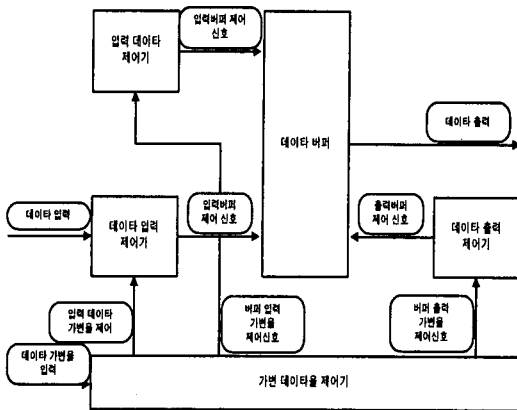 입력버퍼 제어
신호
입력 데이타
제어기
데이타 버퍼
데이타 출력
데이타 입력
데이타 입력
제어가
입력버퍼
제어 신호
출력버퍼
제어 신호
데이타 출력
제어기
입력 데이타
가변율 제어
버퍼 입력
가변율
제어신호
버퍼 출력
가변율
제어신호
데이타 가변율
입력
가변 데이타율 제어기